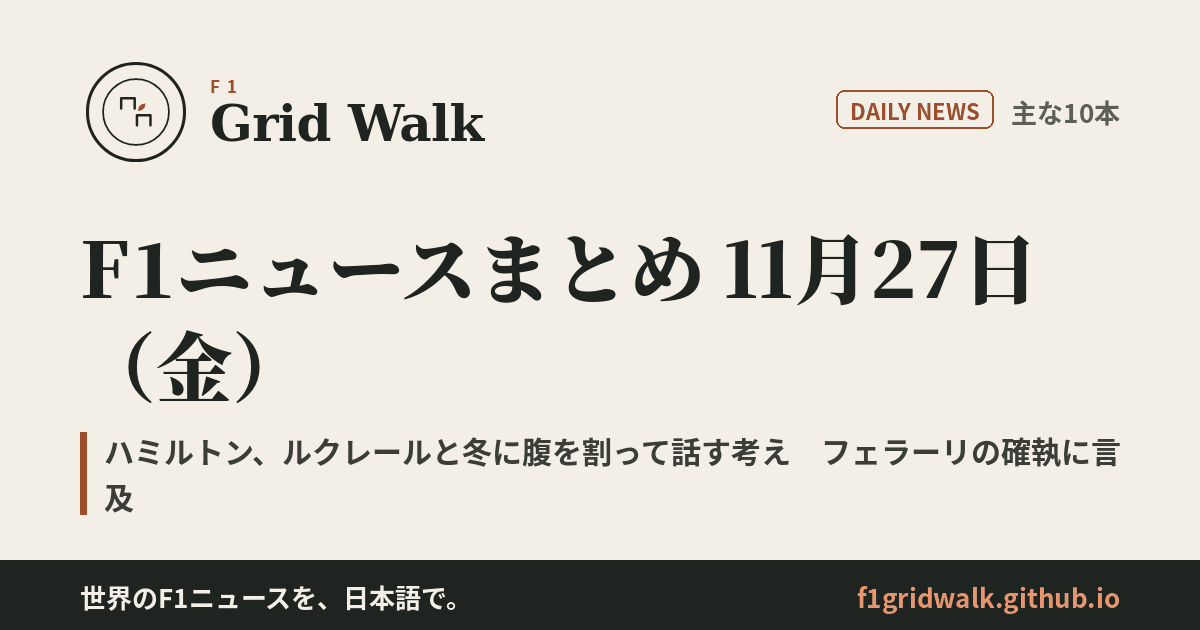 F1
Grid Walk
DAILY NEWS 主な10本
F1ニュースまとめ 11月27日
（金）
ハミルトン、ルクレールと冬に腹を割って話す考え　フェラーリの確執に言
及
世界のF1ニュースを、日本語で。
f1gridwalk.github.io